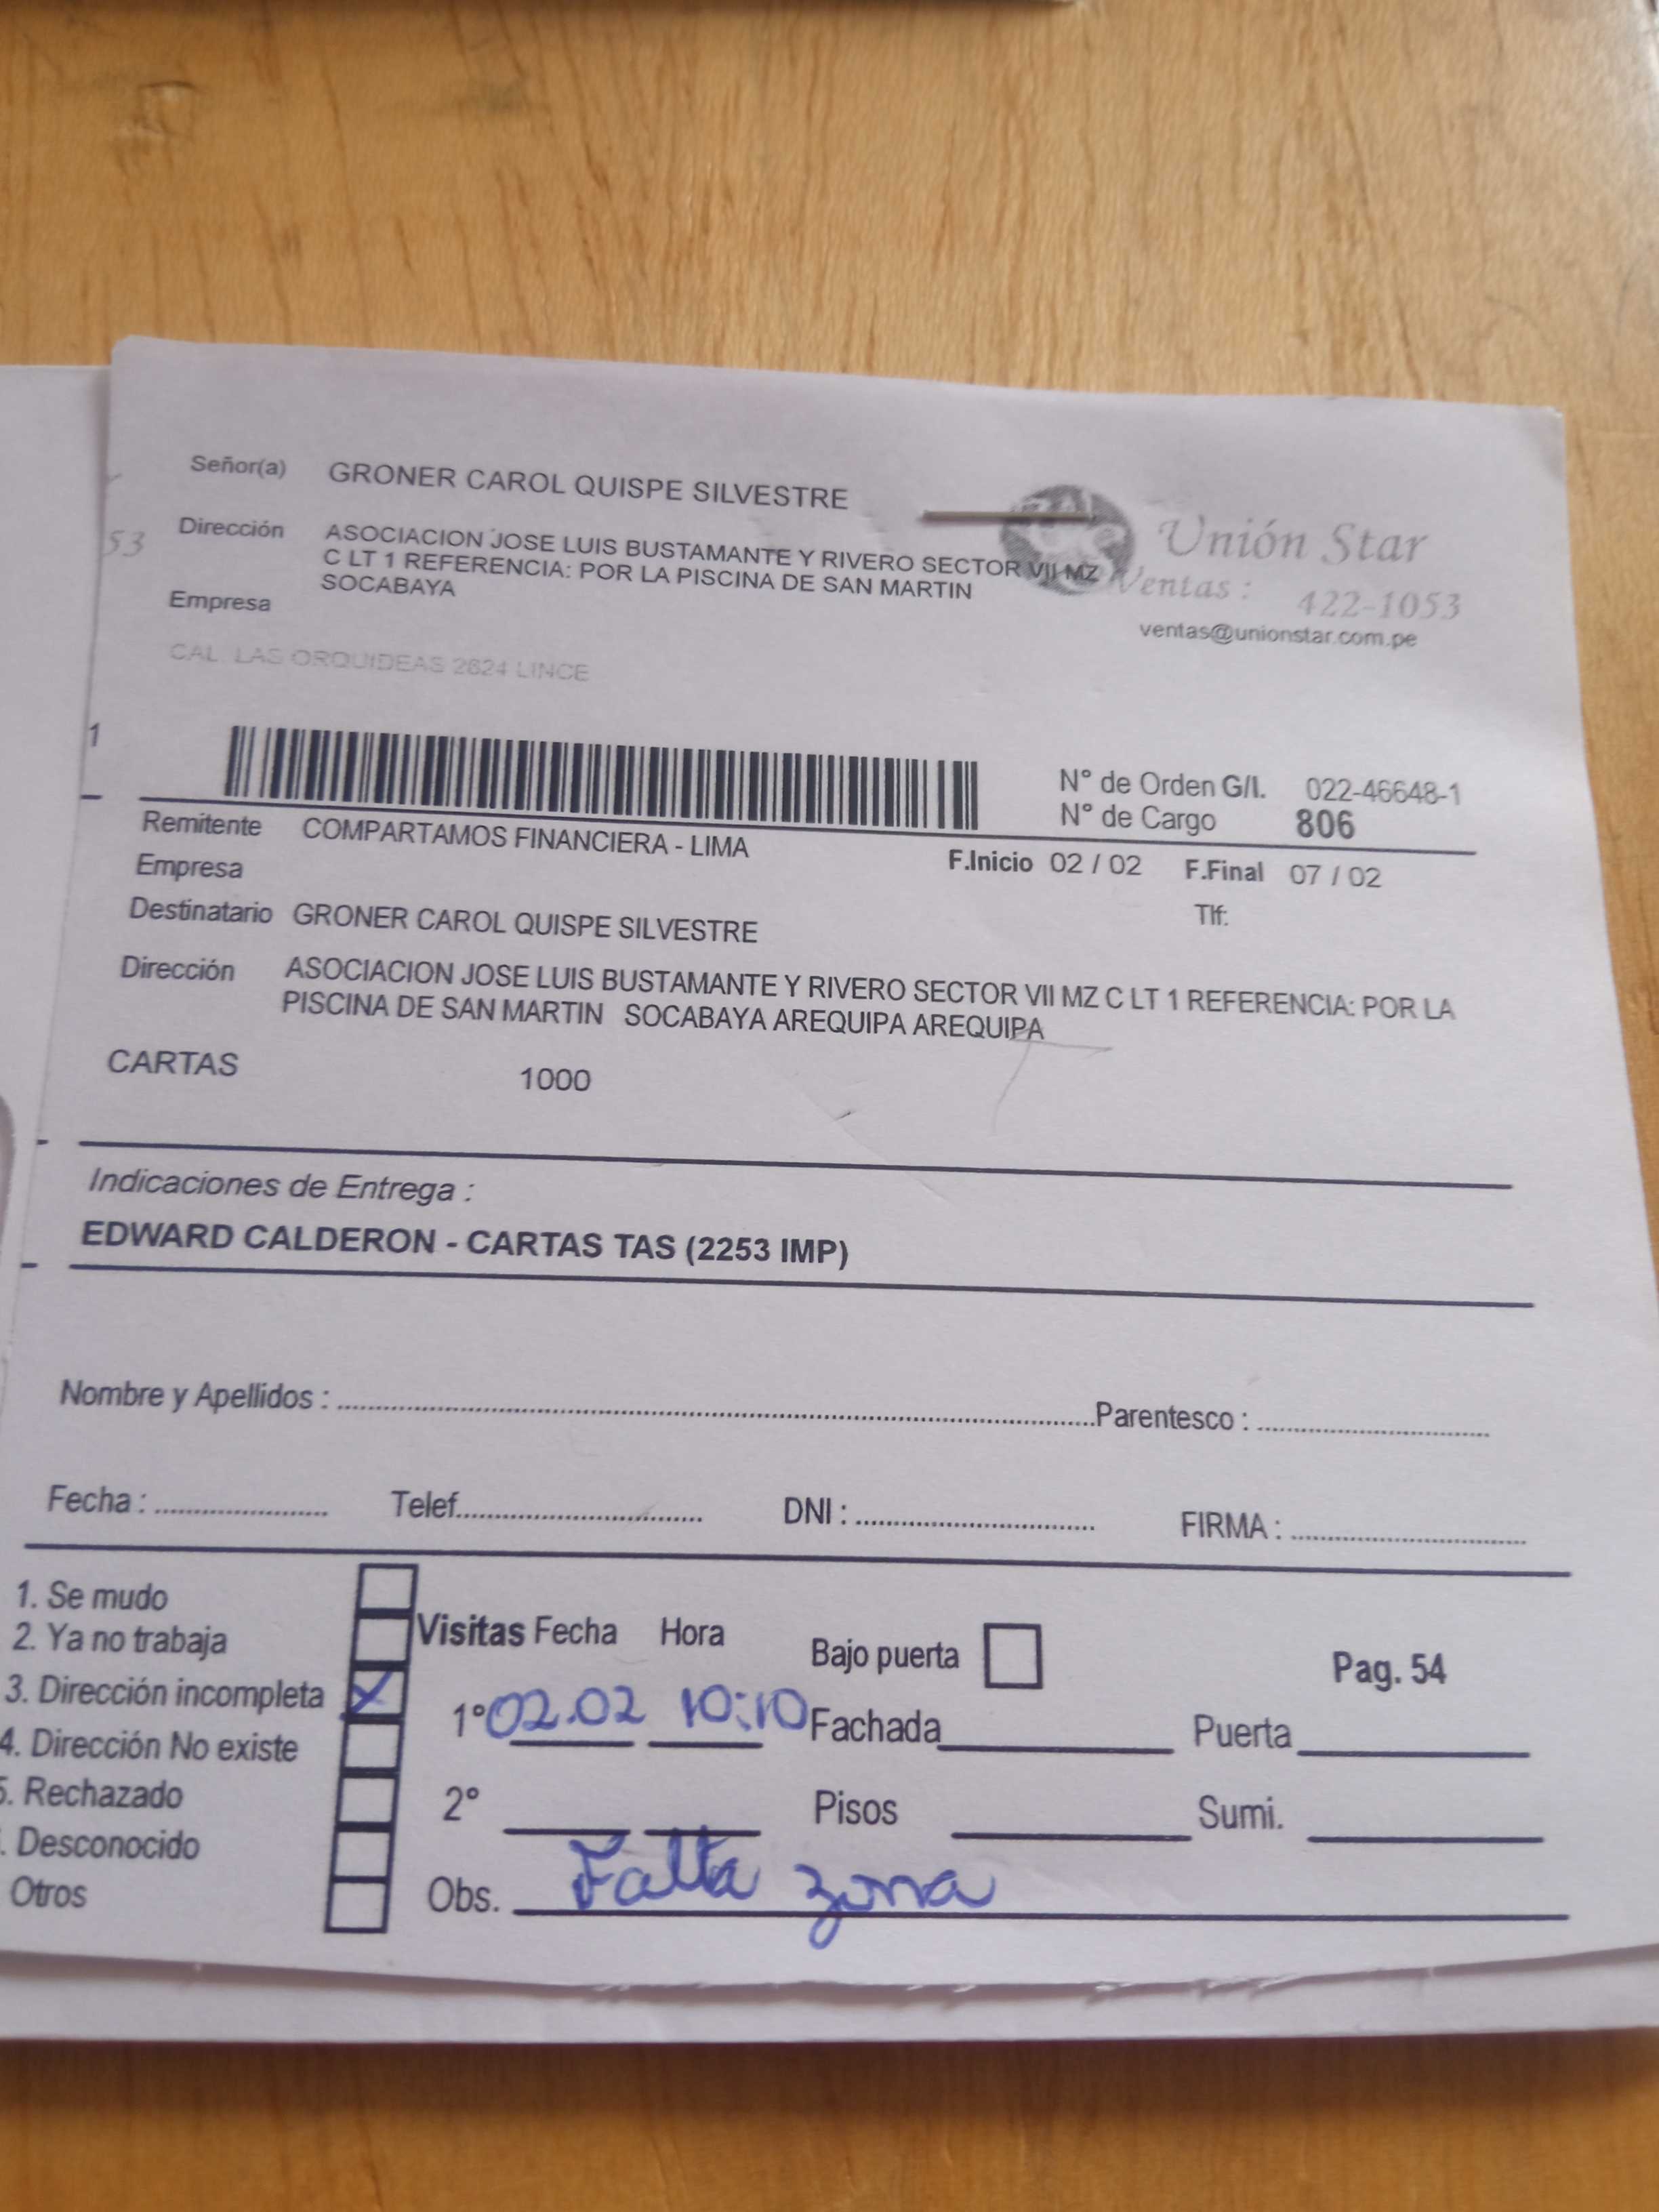 Señor(a) GRONER CAROL QUISPE SILVESTRE
Dirección ASOCIACION JOSE LUIS BUSTAMANTE Y RIVERO SECTOR VII MZ
C LT 1 REFERENCIA: POR LA PISCINA DE SAN MARTIN
SOCABAYA
Empresa
CAL. LAS ORQUIDEAS 2624 LINCE
Unión Star
Ventas : 422-1053
ventas@unionstar.com.pe
53
1
N° de Orden G/I. 022-46648-1
N° de Cargo 806
Remitente COMPARTAMOS FINANCIERA - LIMA
Empresa
F.Inicio 02 / 02 F.Final 07 / 02
Destinatario GRONER CAROL QUISPE SILVESTRE
Tlf:
Dirección ASOCIACION JOSE LUIS BUSTAMANTE Y RIVERO SECTOR VII MZ C LT 1 REFERENCIA: POR LA
PISCINA DE SAN MARTIN SOCABAYA AREQUIPA AREQUIPA
CARTAS 1000
Indicaciones de Entrega :
EDWARD CALDERON - CARTAS TAS (2253 IMP)
Nombre y Apellidos : Parentesco :
Fecha : Telef. DNI : FIRMA :
1. Se mudo
2. Ya no trabaja
3. Dirección incompleta X
4. Dirección No existe
5. Rechazado
. Desconocido
Otros
Visitas Fecha Hora Bajo puerta Pag. 54
1° 02.02 10:10 Fachada Puerta
2° Pisos Sumi.
Obs. Falta zona